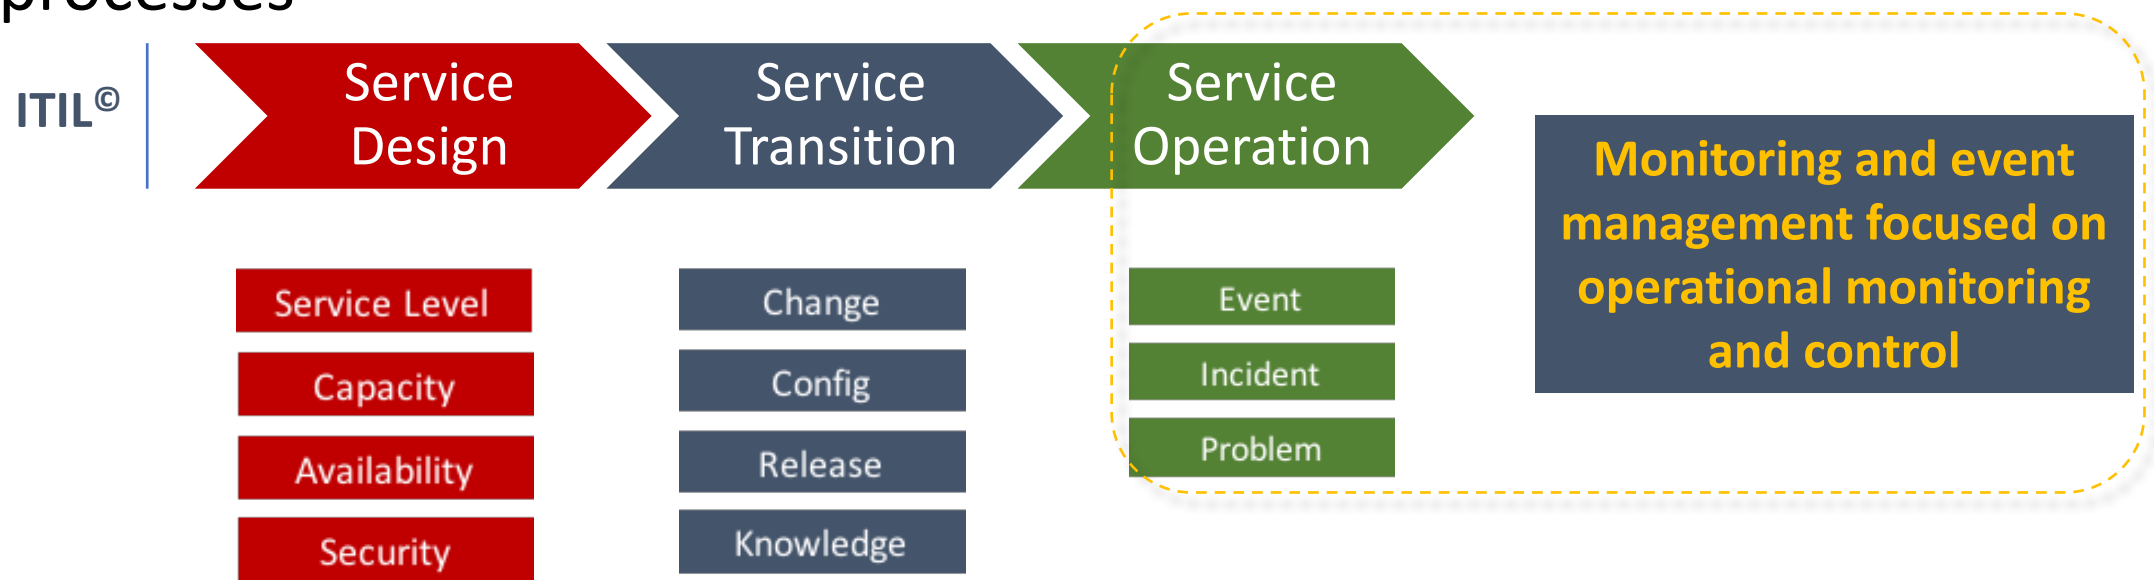 processes
ITIL©
Service
Design
Service
Transition
Service
Operation
Monitoring and event
management focused on
operational monitoring
and control
Service Level
Capacity
Availability
Security
Change
Config
Release
Knowledge
Event
Incident
Problem